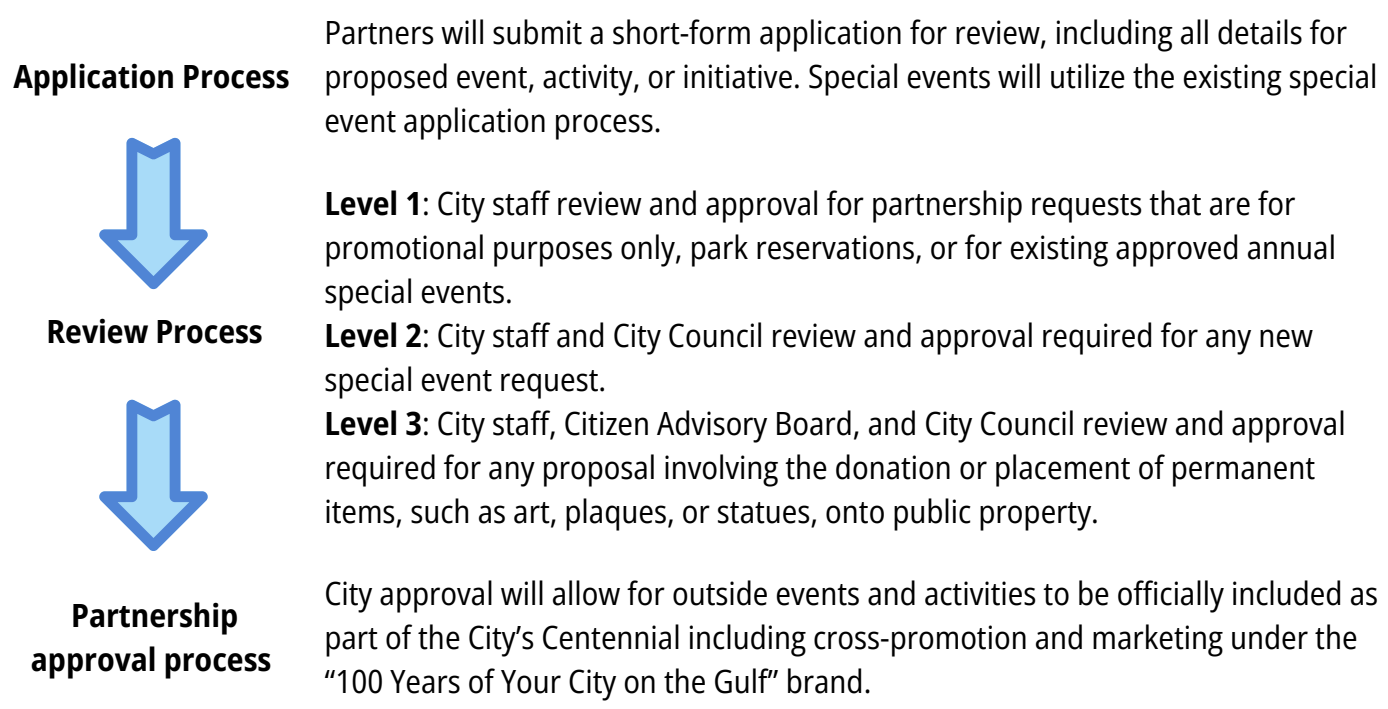 Application Process
Partners will submit a short-form application for review, including all details for
proposed event, activity, or initiative. Special events will utilize the existing special
event application process.
Review Process
Level 1: City staff review and approval for partnership requests that are for
promotional purposes only, park reservations, or for existing approved annual
special events.
Level 2: City staff and City Council review and approval required for any new
special event request.
Level 3: City staff, Citizen Advisory Board, and City Council review and approval
required for any proposal involving the donation or placement of permanent
items, such as art, plaques, or statues, onto public property.
Partnership
approval process
City approval will allow for outside events and activities to be officially included as
part of the City’s Centennial including cross-promotion and marketing under the
“100 Years of Your City on the Gulf” brand.